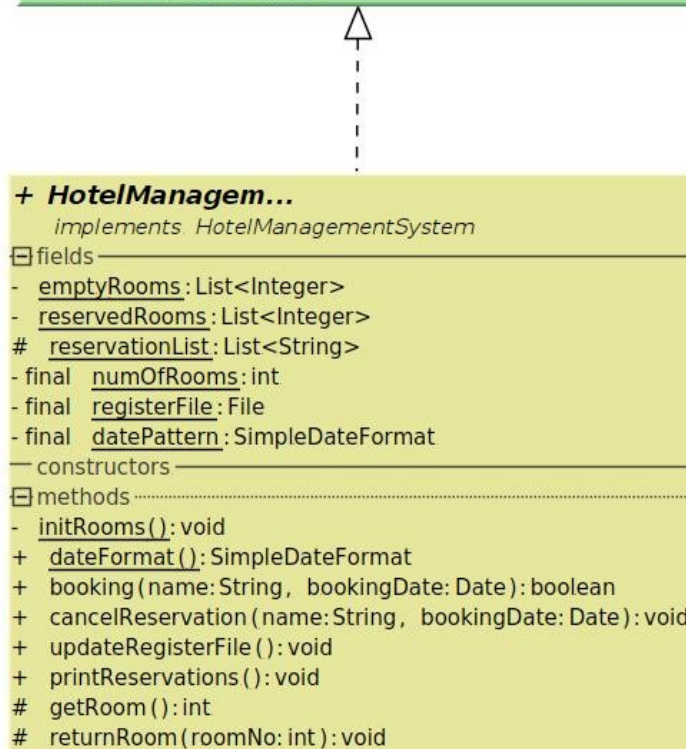 + HotelManagem...
implements HotelManagementSystem
fields
- emptyRooms: List<Integer>
- reservedRooms: List<Integer>
# reservationList: List<String>
- final numOfRooms: int
- final registerFile: File
- final datePattern: SimpleDateFormat
constructors
methods
- initRooms(): void
+ dateFormat(): SimpleDateFormat
+ booking(name: String, bookingDate: Date): boolean
+ cancelReservation(name: String, bookingDate: Date): void
+ updateRegisterFile(): void
+ printReservations(): void
# getRoom(): int
# returnRoom(roomNo: int): void